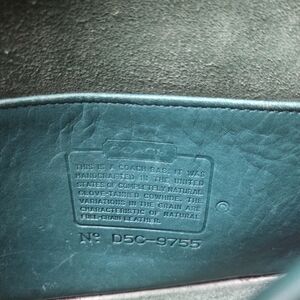 THIS IS A COACH BAG. IT WAS
HANDCRAFTED IN THE UNITED
STATES OF COMPLETELY NATURAL
GLOVE-TANNED COWHIDE. THE
VARIATIONS IN THE GRAIN ARE
CHARACTERISTIC OF NATURAL
FULL-GRAIN LEATHER.
Nº D5C-9755